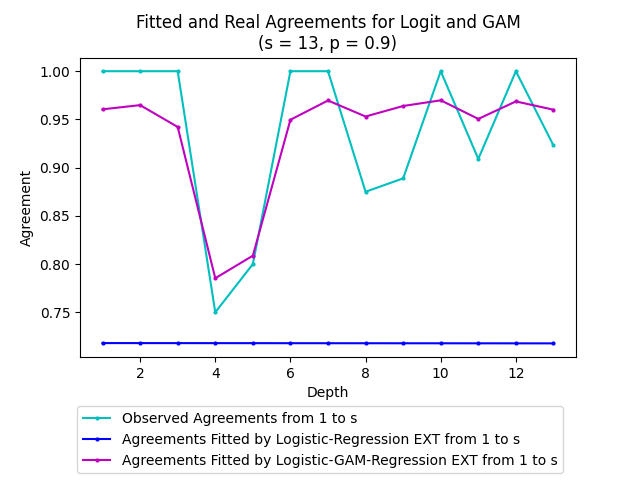 Fitted and Real Agreements for Logit and GAM
(s = 13, p = 0.9)
Agreement
1.00
0.95
0.90
0.85
0.80
0.75
2 4 6 8 10 12
Depth
Observed Agreements from 1 to s
Agreements Fitted by Logistic-Regression EXT from 1 to s
Agreements Fitted by Logistic-GAM-Regression EXT from 1 to s